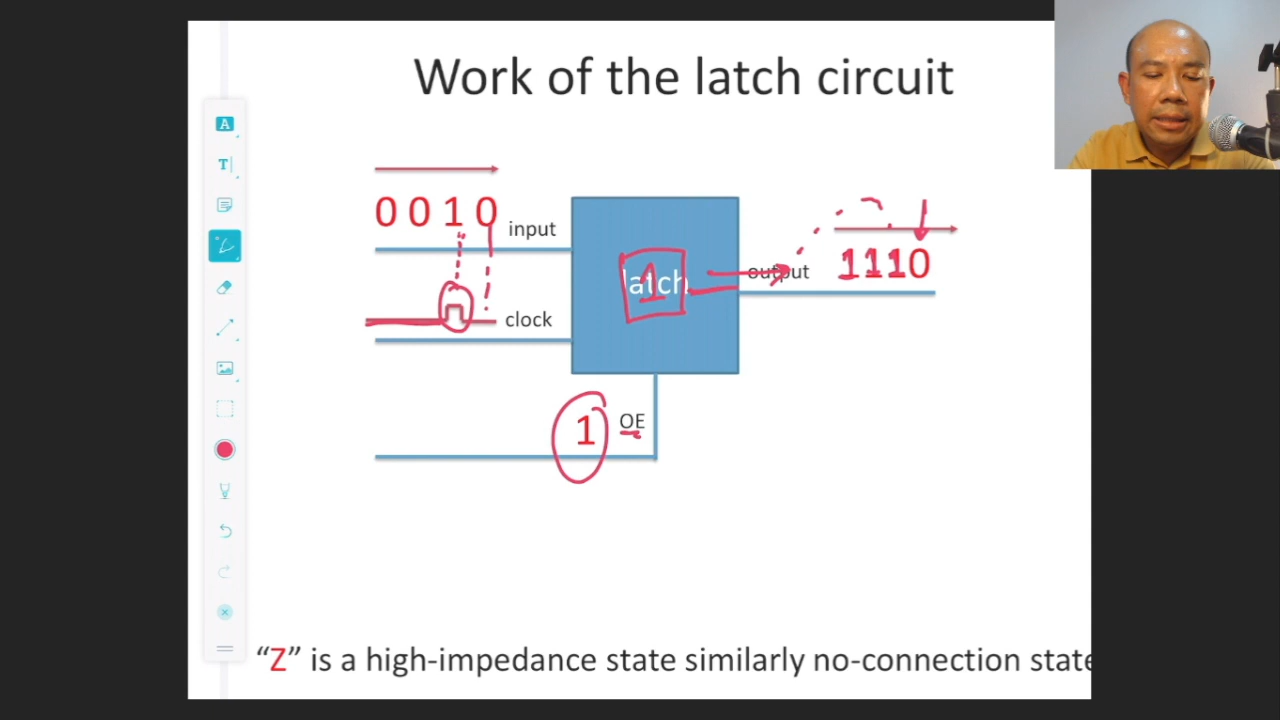 Work of the latch circuit
0 0 1 0
input
clock
latch
1
output
1110
1
OE
“Z” is a high-impedance state similarly no-connection state
A
T